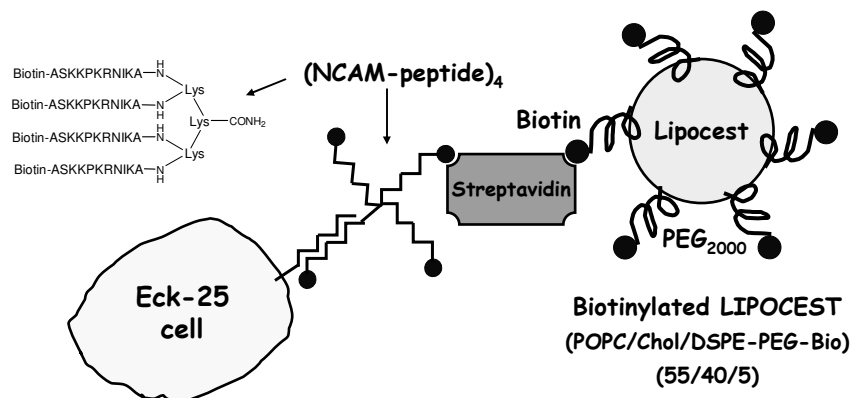 (NCAM-peptide)4
Biotin-ASKKPKRNIKA-N
H
Biotin-ASKKPKRNIKA-N
H
Biotin-ASKKPKRNIKA-N
H
Biotin-ASKKPKRNIKA-N
H
Lys
Lys
Lys
CONH2
Biotin
Lipocest
Streptavidin
PEG2000
Eck-25
cell
Biotinylated LIPOCEST
(POPC/Chol/DSPE-PEG-Bio)
(55/40/5)